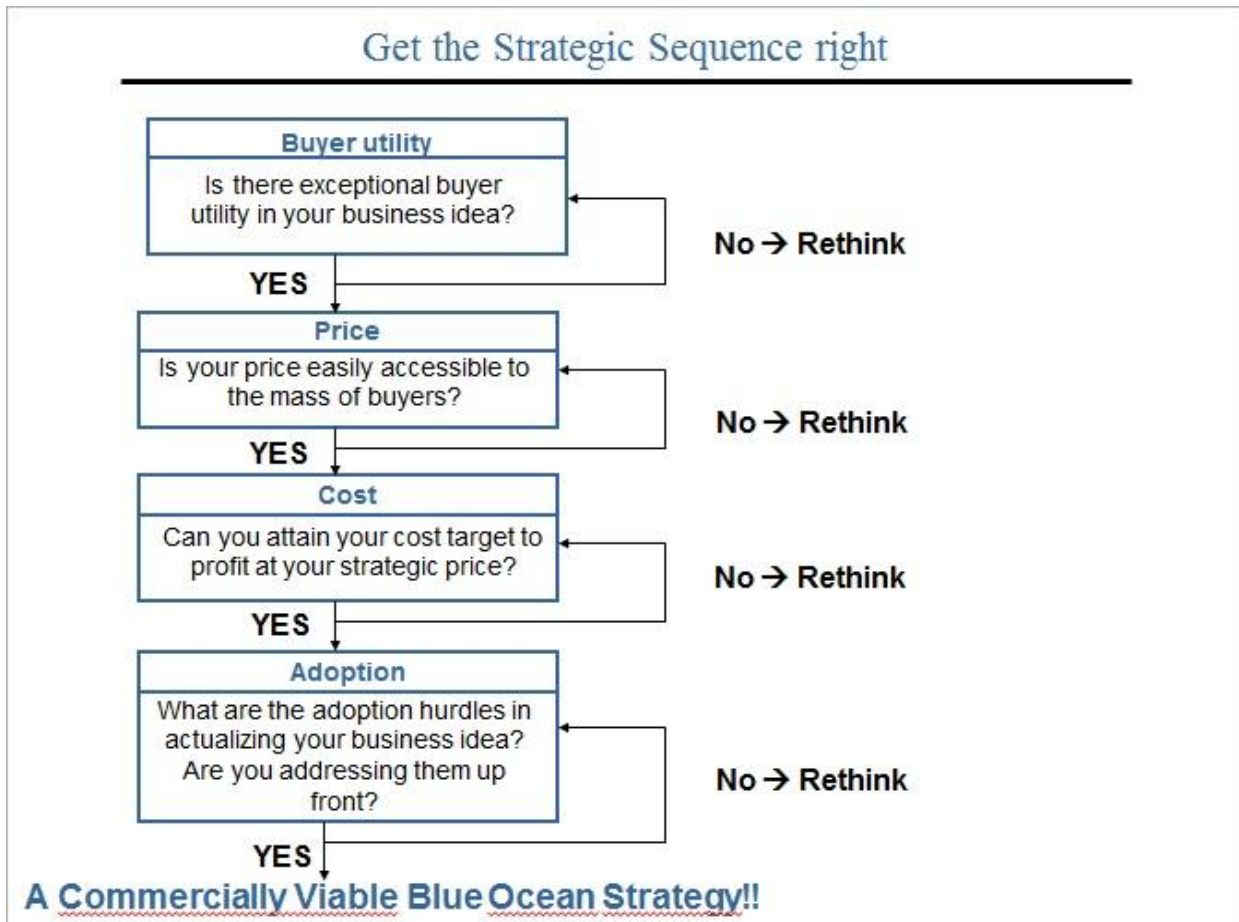 Get the Strategic Sequence right
Buyer utility
Is there exceptional buyer
utility in your business idea?
No → Rethink
YES
Price
Is your price easily accessible to
the mass of buyers?
No → Rethink
YES
Cost
Can you attain your cost target to
profit at your strategic price?
No → Rethink
YES
Adoption
What are the adoption hurdles in
actualizing your business idea?
Are you addressing them up
front?
No → Rethink
YES
A Commercially Viable Blue Ocean Strategy!!